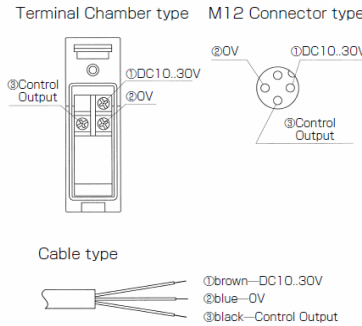 Terminal Chamber type M12 Connector type
①DC10..30V
②0V
③Control
Output
②0V
①DC10..30V
③Control
Output
Cable type
①brown—DC10..30V
②blue—0V
③black—Control Output